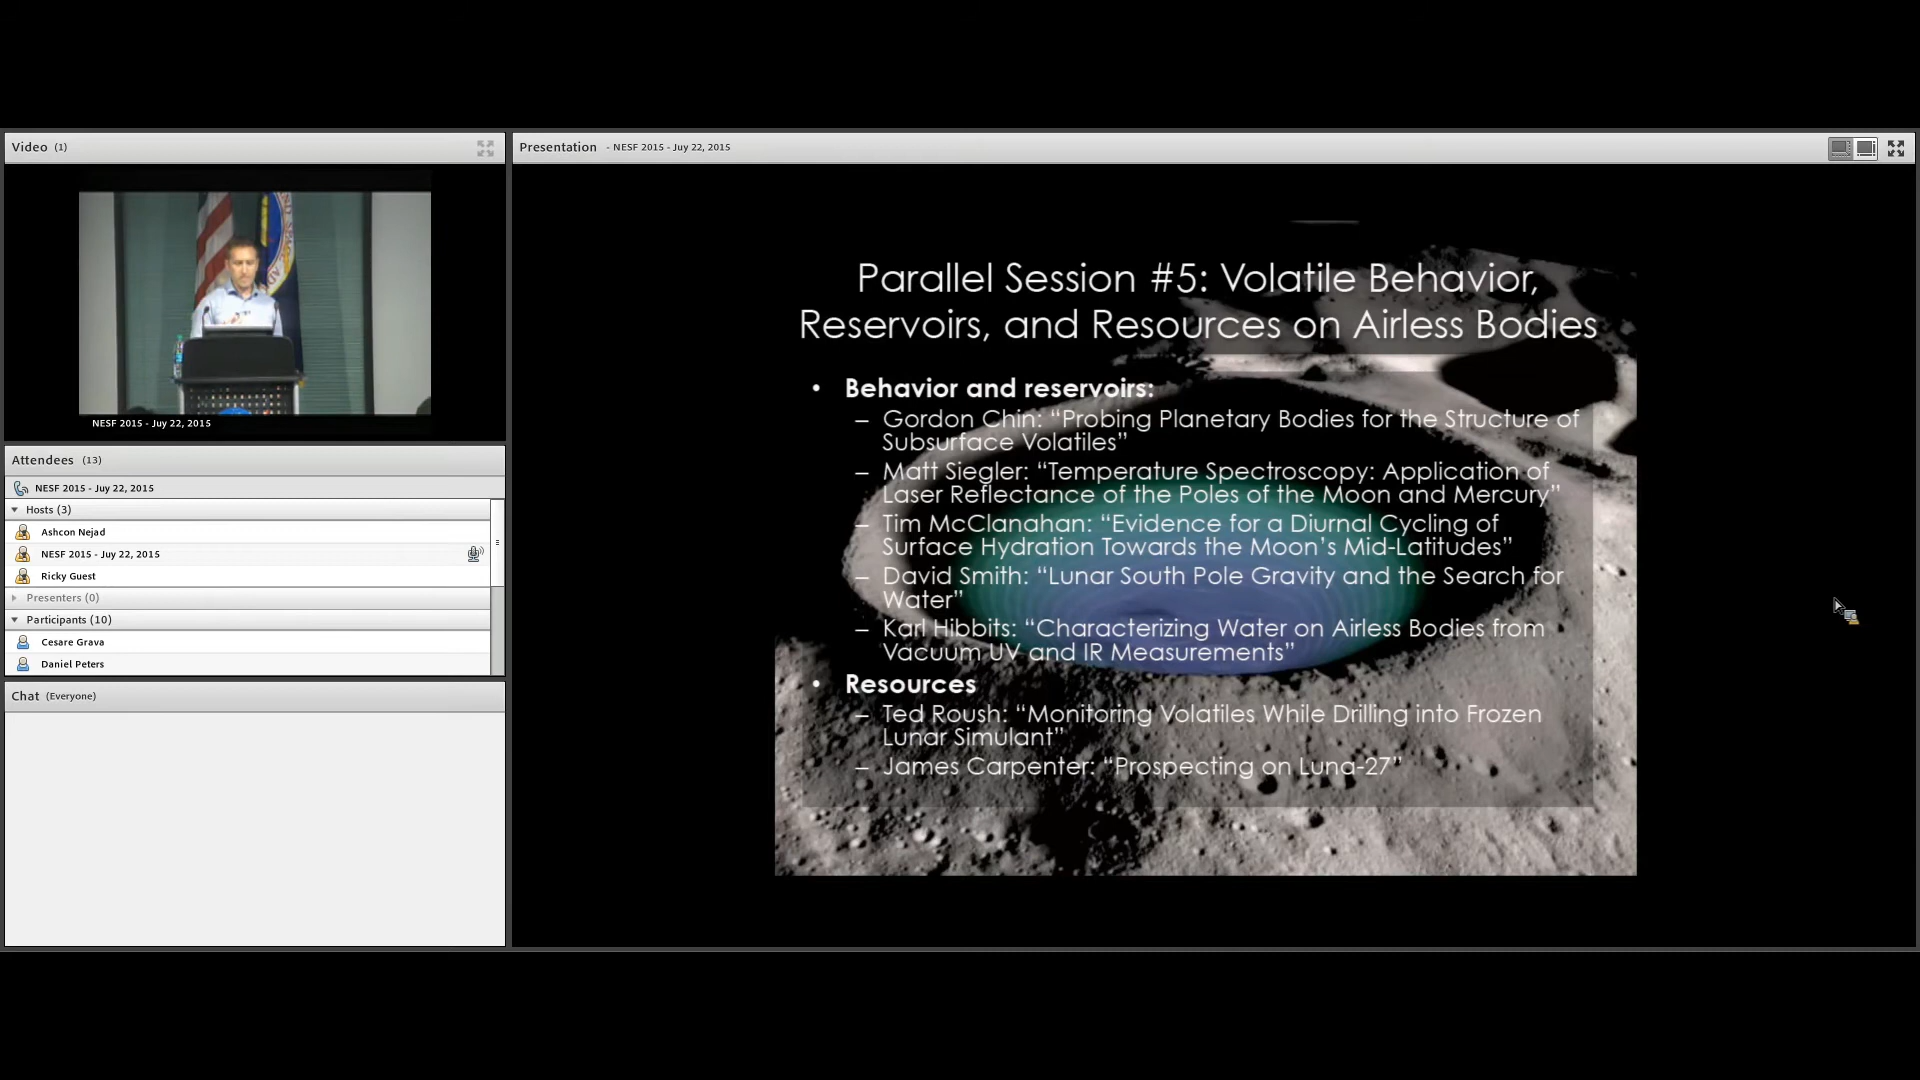 Video (1)
NESF 2015 - Juy 22, 2015
Attendees (13)
NESF 2015 - Juy 22, 2015
Hosts (3)
Ashcon Nejad
NESF 2015 - Juy 22, 2015
Ricky Guest
Presenters (0)
Participants (10)
Cesare Grava
Daniel Peters
Chat (Everyone)
Presentation - NESF 2015 - Juy 22, 2015
Parallel Session #5: Volatile Behavior,
Reservoirs, and Resources on Airless Bodies
• Behavior and reservoirs:
– Gordon Chin: “Probing Planetary Bodies for the Structure of
Subsurface Volatiles”
– Matt Siegler: “Temperature Spectroscopy: Application of
Laser Reflectance of the Poles of the Moon and Mercury”
– Tim McClanahan: “Evidence for a Diurnal Cycling of
Surface Hydration Towards the Moon’s Mid-Latitudes”
– David Smith: “Lunar South Pole Gravity and the Search for
Water”
– Karl Hibbits: “Characterizing Water on Airless Bodies from
Vacuum UV and IR Measurements”
• Resources
– Ted Roush: “Monitoring Volatiles While Drilling into Frozen
Lunar Simulant”
– James Carpenter: “Prospecting on Luna-27”